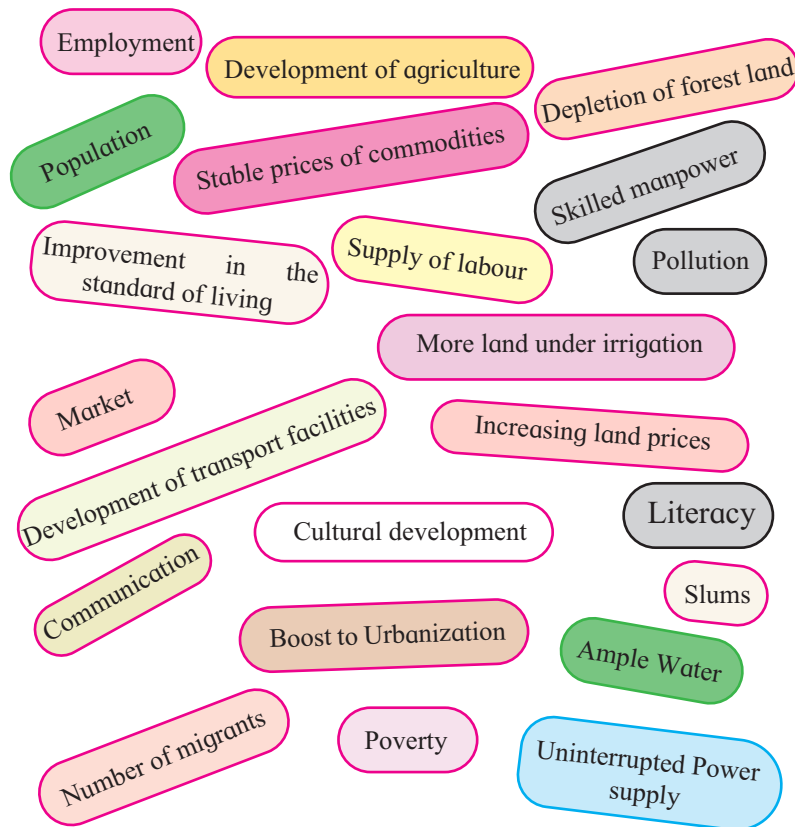 Employment
Development of agriculture
Depletion of forest land
Population
Stable prices of commodities
Skilled manpower
Improvement in the
standard of living
Supply of labour
Pollution
More land under irrigation
Market
Development of transport facilities
Increasing land prices
Literacy
Cultural development
Communication
Slums
Boost to Urbanization
Ample Water
Number of migrants
Poverty
Uninterrupted Power
supply